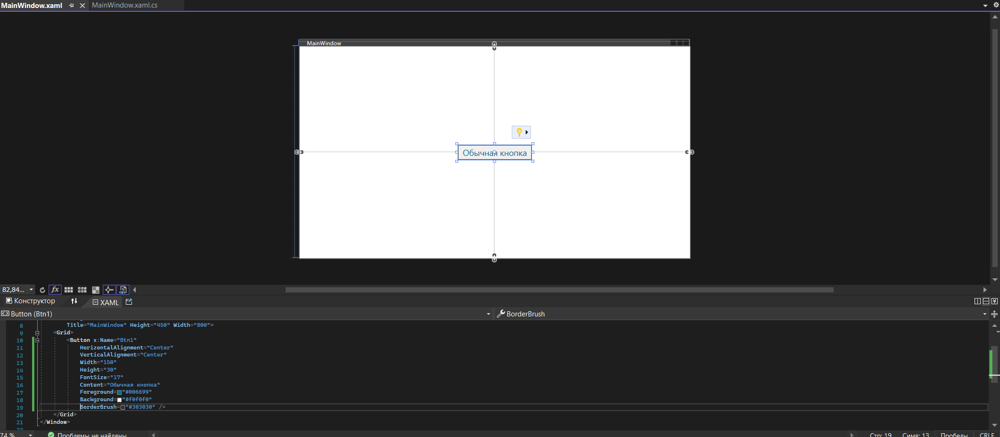 MainWindow.xaml MainWindow.xaml.cs
MainWindow
Обычная кнопка
82,84...
Конструктор XAML
Button (Btn1) BorderBrush
8 Title="MainWindow" Height="450" Width="800">
9 <Grid>
10 <Button x:Name="Btn1"
11 HorizontalAlignment="Center"
12 VerticalAlignment="Center"
13 Width="150"
14 Height="30"
15 FontSize="17"
16 Content="Обычная кнопка"
17 Foreground="#006699"
18 Background="#f0f0f0"
19 BorderBrush="#303030" />
20 </Grid>
21 </Window>
22
74 % Проблемы не найдены Стр: 19 Симв: 13 Пробелы CRLF